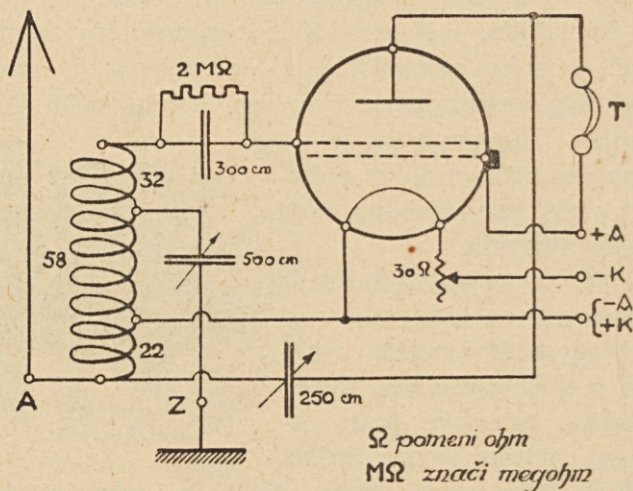 2 MΩ
300 cm
T
32
58
500 cm
30 Ω
+A
-K
{-A
+K
22
A
Z
250 cm
Ω pomeni ohm
MΩ znači megohm